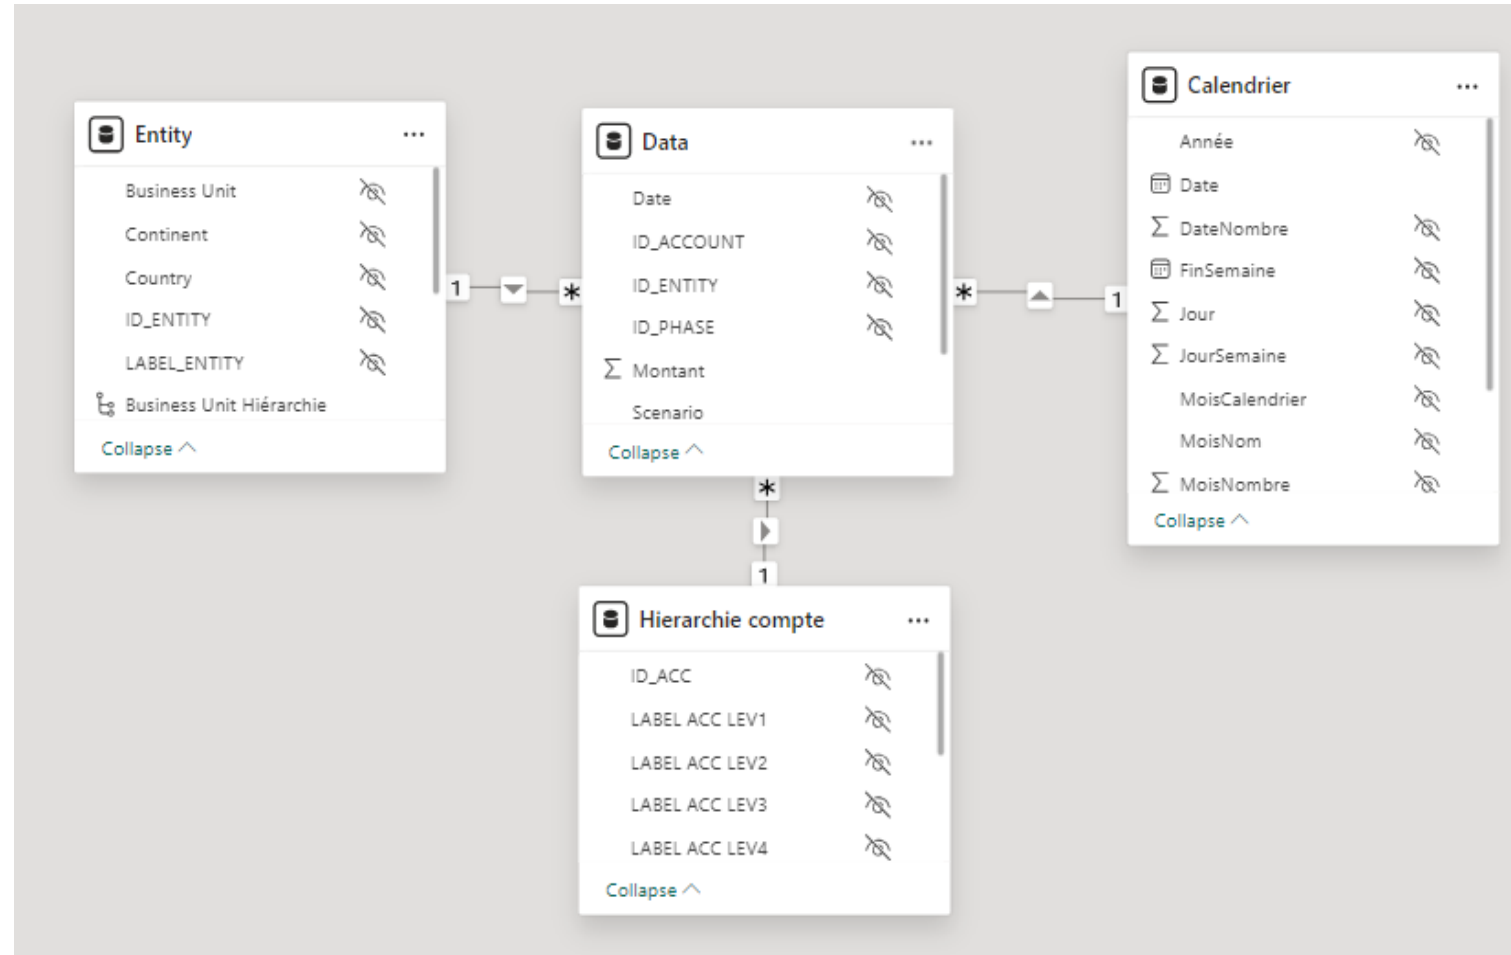 Entity
Business Unit
Continent
Country
ID_ENTITY
LABEL_ENTITY
Business Unit Hiérarchie
Collapse
1
*
Data
Date
ID_ACCOUNT
ID_ENTITY
ID_PHASE
Montant
Scenario
Collapse
*
1
Calendrier
Année
Date
DateNombre
FinSemaine
Jour
JourSemaine
MoisCalendrier
MoisNom
MoisNombre
Collapse
*
1
Hierarchie compte
ID_ACC
LABEL ACC LEV1
LABEL ACC LEV2
LABEL ACC LEV3
LABEL ACC LEV4
Collapse